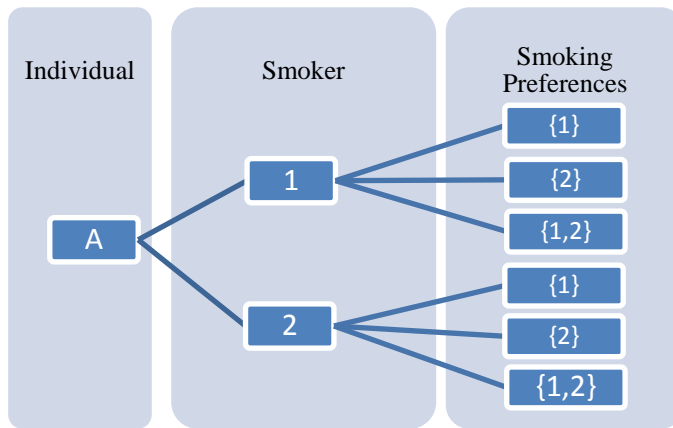 Individual
Smoker
Smoking
Preferences
A
1
2
{1}
{2}
{1,2}
{1}
{2}
{1,2}